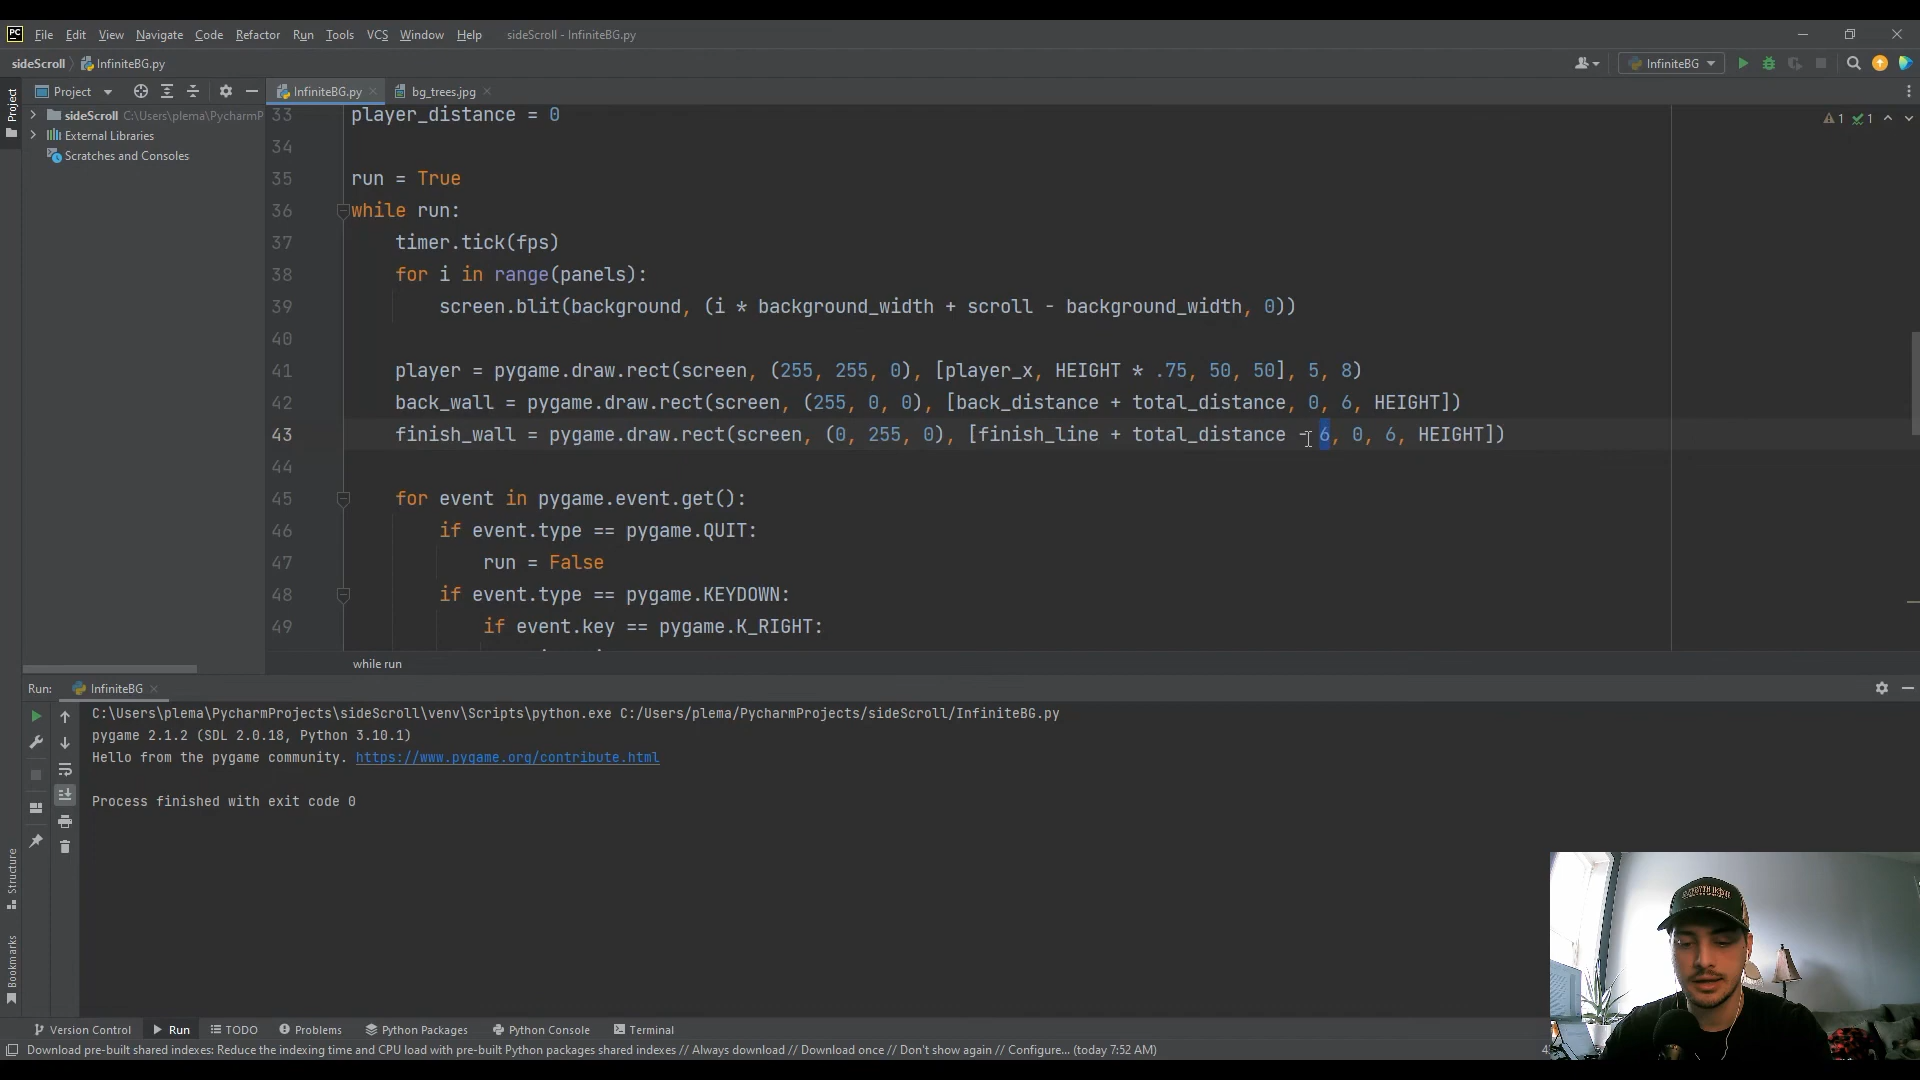 PC File Edit View Navigate Code Refactor Run Tools VCS Window Help sideScroll - InfiniteBG.py
sideScroll InfiniteBG.py InfiniteBG
Project InfiniteBG.py bg_trees.jpg
Project
sideScroll C:\Users\plema\PycharmP
External Libraries
Scratches and Consoles
1 1
33 player_distance = 0
34
35 run = True
36 while run:
37 timer.tick(fps)
38 for i in range(panels):
39 screen.blit(background, (i * background_width + scroll - background_width, 0))
40
41 player = pygame.draw.rect(screen, (255, 255, 0), [player_x, HEIGHT * .75, 50, 50], 5, 8)
42 back_wall = pygame.draw.rect(screen, (255, 0, 0), [back_distance + total_distance, 0, 6, HEIGHT])
43 finish_wall = pygame.draw.rect(screen, (0, 255, 0), [finish_line + total_distance - 6, 0, 6, HEIGHT])
44
45 for event in pygame.event.get():
46 if event.type == pygame.QUIT:
47 run = False
48 if event.type == pygame.KEYDOWN:
49 if event.key == pygame.K_RIGHT:
while run
Run: InfiniteBG
C:\Users\plema\PycharmProjects\sideScroll\venv\Scripts\python.exe C:/Users/plema/PycharmProjects/sideScroll/InfiniteBG.py
pygame 2.1.2 (SDL 2.0.18, Python 3.10.1)
Hello from the pygame community. https://www.pygame.org/contribute.html
Process finished with exit code 0
Structure
Bookmarks
Version Control Run TODO Problems Python Packages Python Console Terminal
Download pre-built shared indexes: Reduce the indexing time and CPU load with pre-built Python packages shared indexes // Always download // Download once // Don't show again // Configure... (today 7:52 AM)